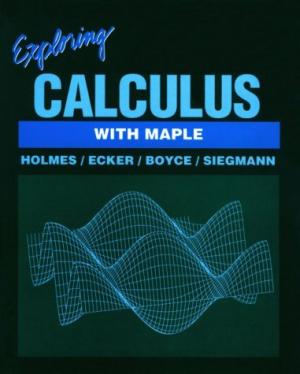 Exploring
CALCULUS
WITH MAPLE
HOLMES / ECKER / BOYCE / SIEGMANN